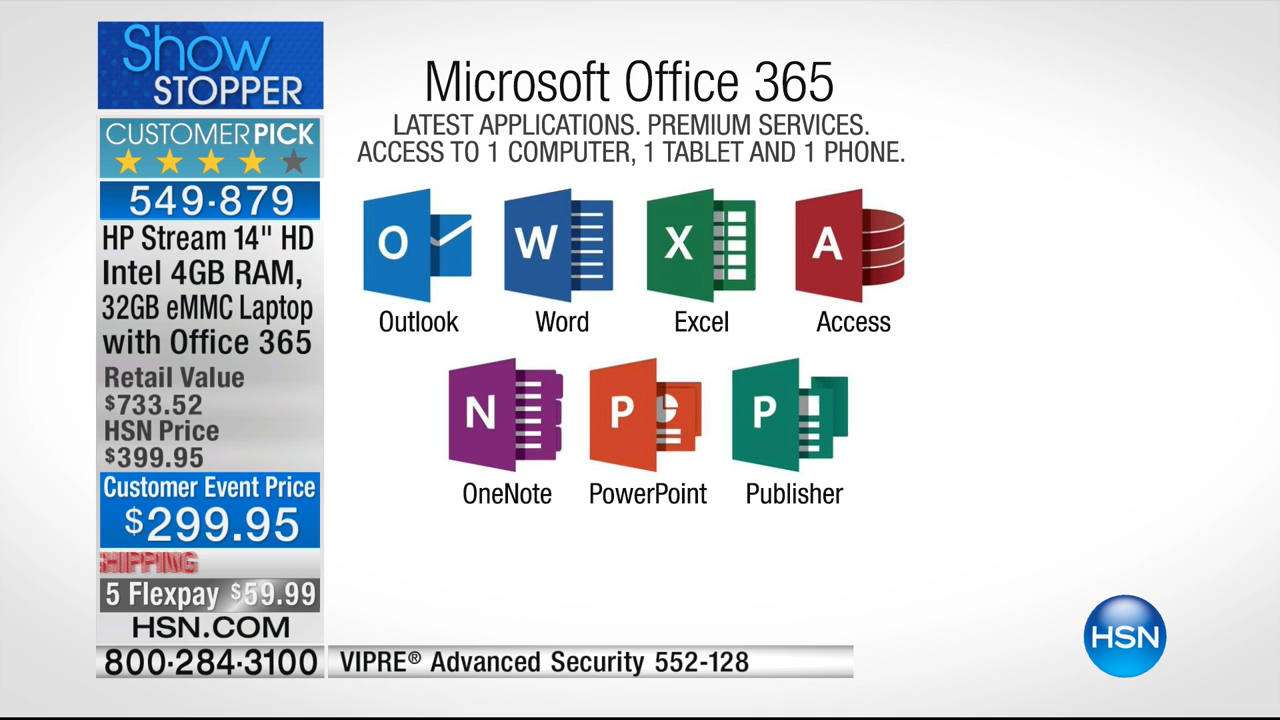 Show
STOPPER
CUSTOMER PICK
549-879
HP Stream 14" HD
Intel 4GB RAM,
32GB eMMC Laptop
with Office 365
Retail Value
$733.52
HSN Price
$399.95
Customer Event Price
$299.95
SHIPPING
5 Flexpay $59.99
HSN.COM
800-284-3100
Microsoft Office 365
LATEST APPLICATIONS. PREMIUM SERVICES.
ACCESS TO 1 COMPUTER, 1 TABLET AND 1 PHONE.
O W X A
Outlook Word Excel Access
N P P
OneNote PowerPoint Publisher
VIPRE® Advanced Security 552-128
HSN